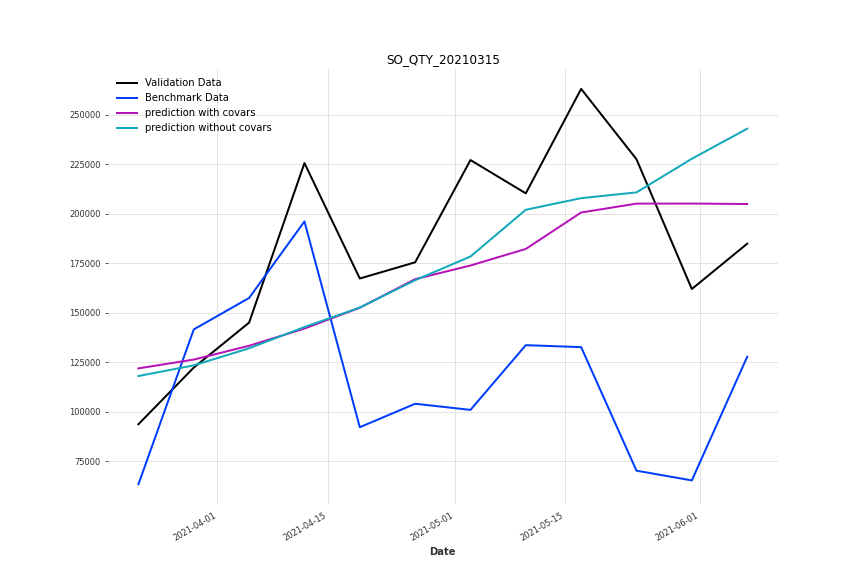 SO_QTY_20210315
Validation Data
Benchmark Data
prediction with covars
prediction without covars
250000
225000
200000
175000
150000
125000
100000
75000
2021-04-01
2021-04-15
2021-05-01
2021-05-15
2021-06-01
Date